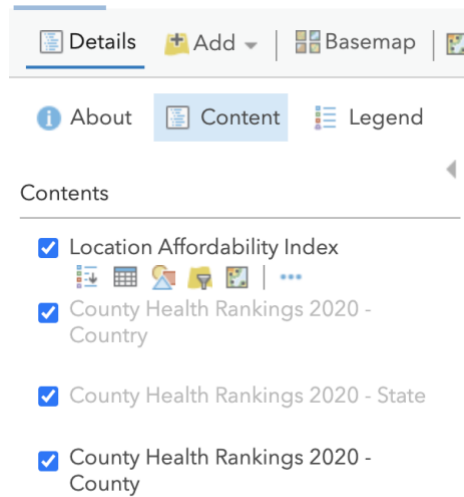 Details Add Basemap
About Content Legend
Contents
Location Affordability Index
County Health Rankings 2020 -
Country
County Health Rankings 2020 - State
County Health Rankings 2020 -
County